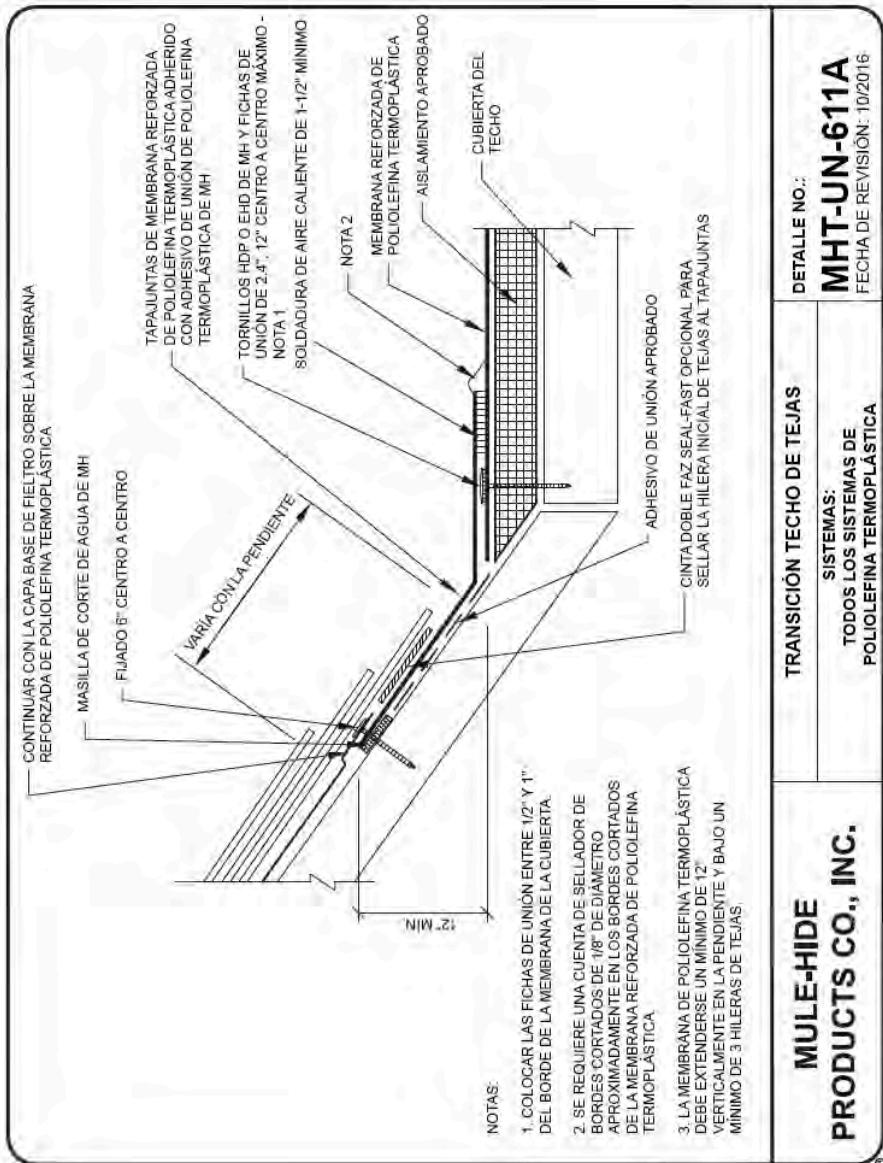 CONTINUAR CON LA CAPA BASE DE FIELTRO SOBRE LA MEMBRANA
REFORZADA DE POLIOLEFINA TERMOPLÁSTICA
MASILLA DE CORTE DE AGUA DE MH
FIJADO 6" CENTRO A CENTRO
VARÍA CON LA PENDIENTE
TAPAJUNTAS DE MEMBRANA REFORZADA
DE POLIOLEFINA TERMOPLÁSTICA ADHERIDO
CON ADHESIVO DE UNIÓN DE POLIOLEFINA
TERMOPLÁSTICA DE MH
TORNILLOS HDP O EHD DE MH Y FICHAS DE
UNIÓN DE 2.4", 12" CENTRO A CENTRO MÁXIMO -
NOTA 1
SOLDADURA DE AIRE CALIENTE DE 1-1/2" MÍNIMO
NOTA 2
MEMBRANA REFORZADA DE
POLIOLEFINA TERMOPLÁSTICA
AISLAMIENTO APROBADO
CUBIERTA DEL
TECHO
12" MÍN.
ADHESIVO DE UNIÓN APROBADO
CINTA DOBLE FAZ SEAL-FAST OPCIONAL PARA
SELLAR LA HILERA INICIAL DE TEJAS AL TAPAJUNTAS
NOTAS:
1. COLOCAR LAS FICHAS DE UNIÓN ENTRE 1/2" Y 1"
DEL BORDE DE LA MEMBRANA DE LA CUBIERTA.
2. SE REQUIERE UNA CUENTA DE SELLADOR DE
BORDES CORTADOS DE 1/8" DE DIÁMETRO
APROXIMADAMENTE EN LOS BORDES CORTADOS
DE LA MEMBRANA REFORZADA DE POLIOLEFINA
TERMOPLÁSTICA
3. LA MEMBRANA DE POLIOLEFINA TERMOPLÁSTICA
DEBE EXTENDERSE UN MÍNIMO DE 12"
VERTICALMENTE EN LA PENDIENTE Y BAJO UN
MÍNIMO DE 3 HILERAS DE TEJAS.
MULE-HIDE
PRODUCTS CO., INC.
TRANSICIÓN TECHO DE TEJAS
SISTEMAS:
TODOS LOS SISTEMAS DE
POLIOLEFINA TERMOPLÁSTICA
DETALLE NO.:
MHT-UN-611A
FECHA DE REVISIÓN: 10/2016